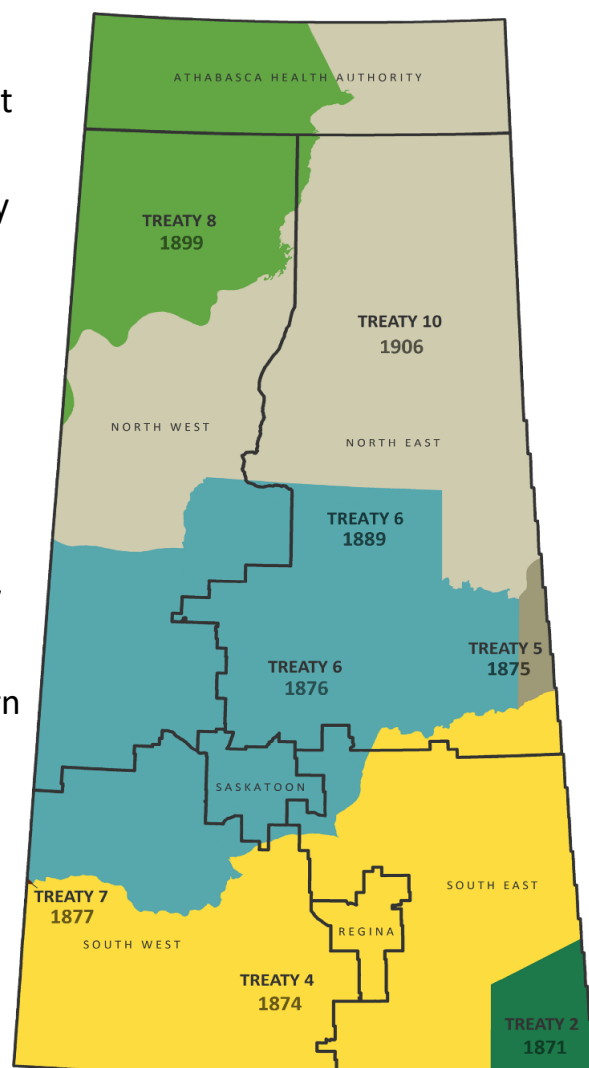 t
ATHABASCA HEALTH AUTHORITY
y
TREATY 8
1899
TREATY 10
1906
NORTH WEST
NORTH EAST
TREATY 6
1889
TREATY 5
1875
TREATY 6
1876
rn
SASKATOON
TREATY 7
1877
SOUTH EAST
REGINA
SOUTH WEST
TREATY 4
1874
TREATY 2
1871